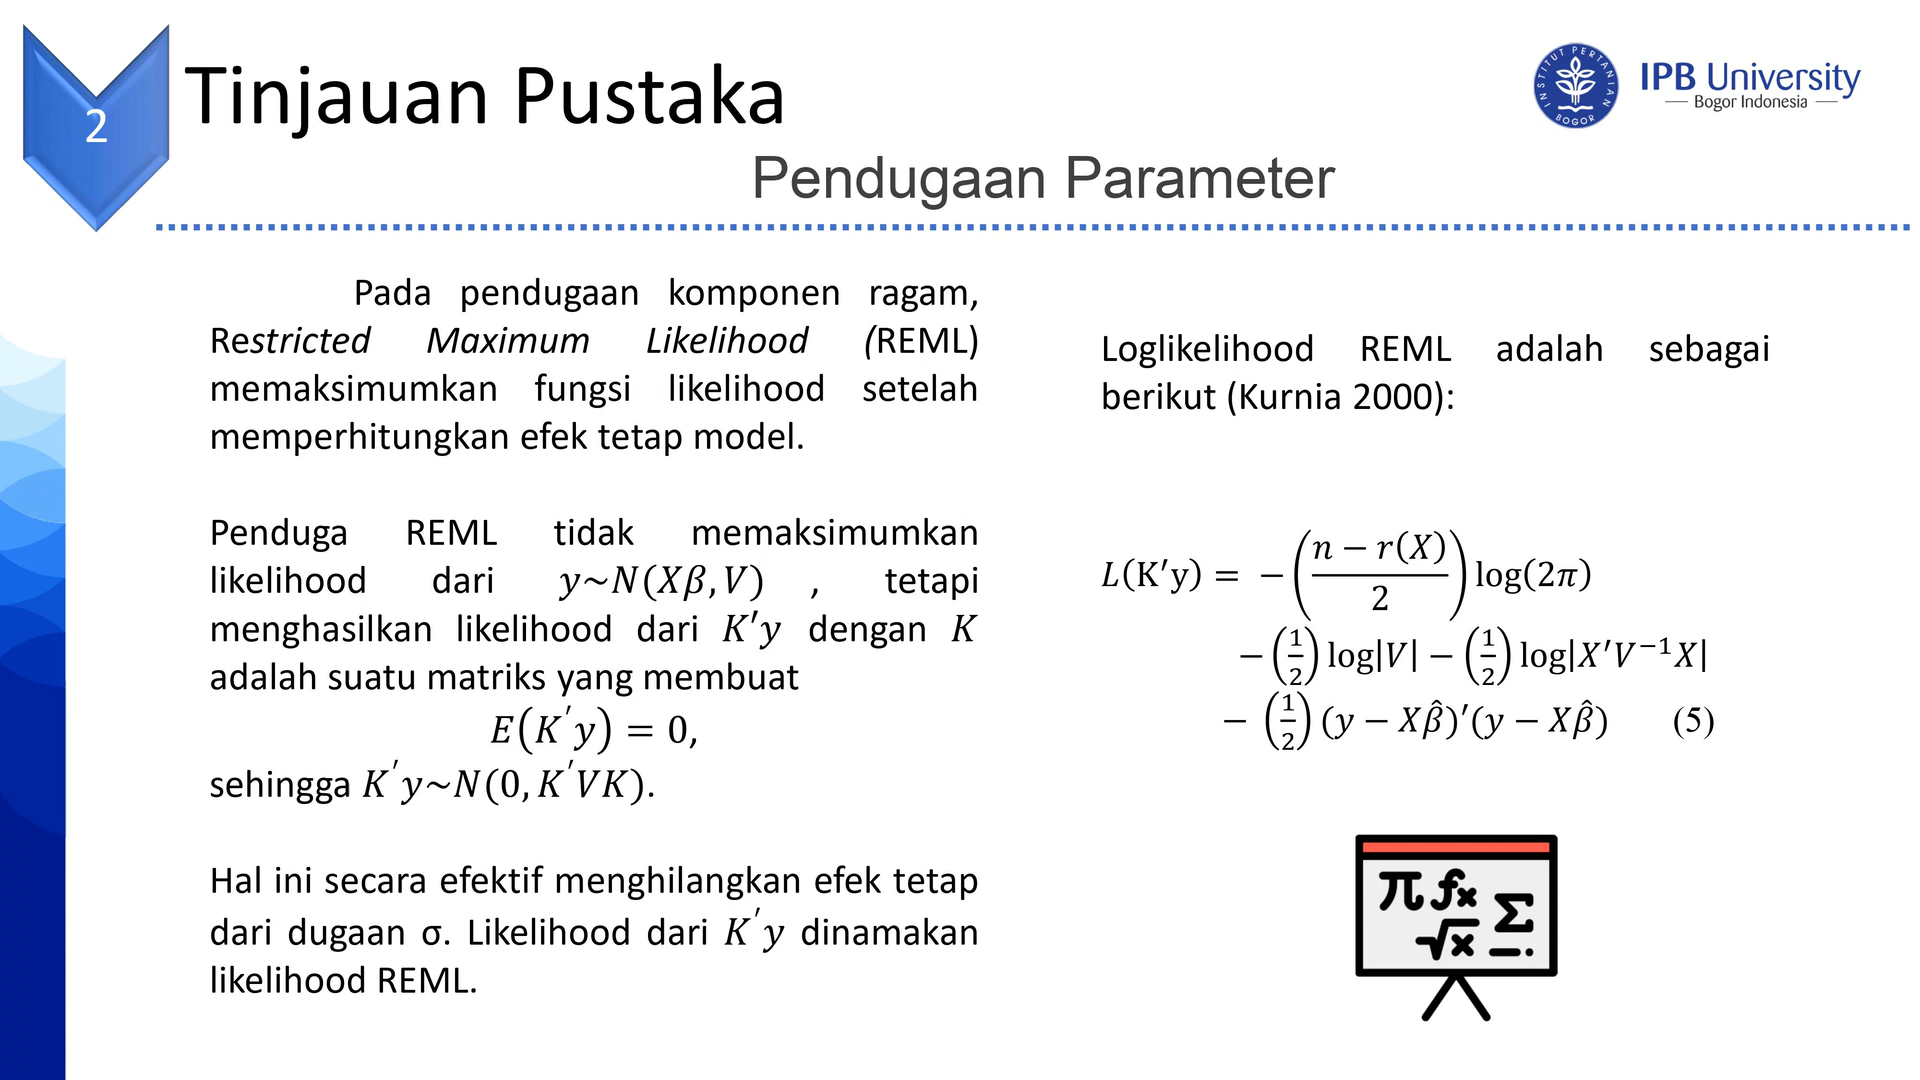 2
Tinjauan Pustaka
INSTITUT PERTANIAN BOGOR
IPB University
Bogor Indonesia
Pendugaan Parameter
Pada pendugaan komponen ragam,
Restricted Maximum Likelihood (REML)
memaksimumkan fungsi likelihood setelah
memperhitungkan efek tetap model.
Penduga REML tidak memaksimumkan
likelihood dari y~N(Xβ, V) , tetapi
menghasilkan likelihood dari K′y dengan K
adalah suatu matriks yang membuat
E(K′y) = 0,
sehingga K′y~N(0, K′VK).
Hal ini secara efektif menghilangkan efek tetap
dari dugaan σ. Likelihood dari K′y dinamakan
likelihood REML.
Loglikelihood REML adalah sebagai
berikut (Kurnia 2000):
L(K′y) = −((n − r(X))/2) log(2π)
−(1/2) log|V| − (1/2) log|X′V⁻¹X|
− (1/2) (y − Xβ̂)′(y − Xβ̂) (5)
π fx
√x Σ